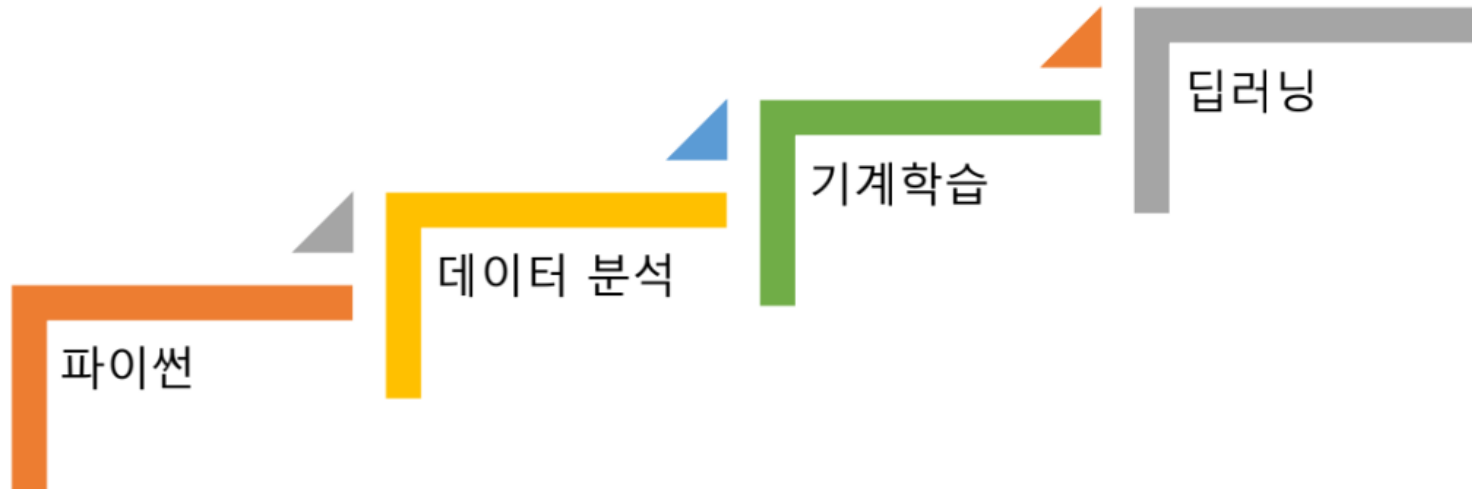 파이썬
데이터 분석
기계학습
딥러닝